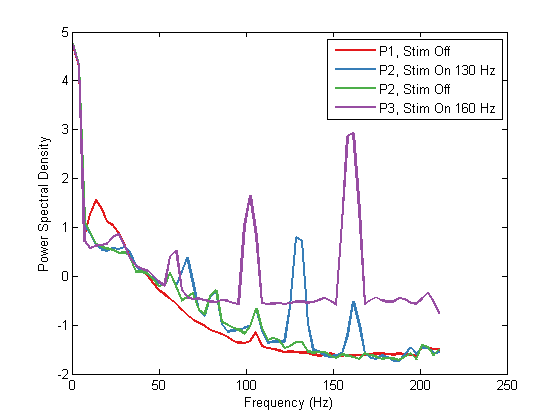 5
4
3
2
1
0
-1
-2
Power Spectral Density
P1, Stim Off
P2, Stim On 130 Hz
P2, Stim Off
P3, Stim On 160 Hz
0 50 100 150 200 250
Frequency (Hz)